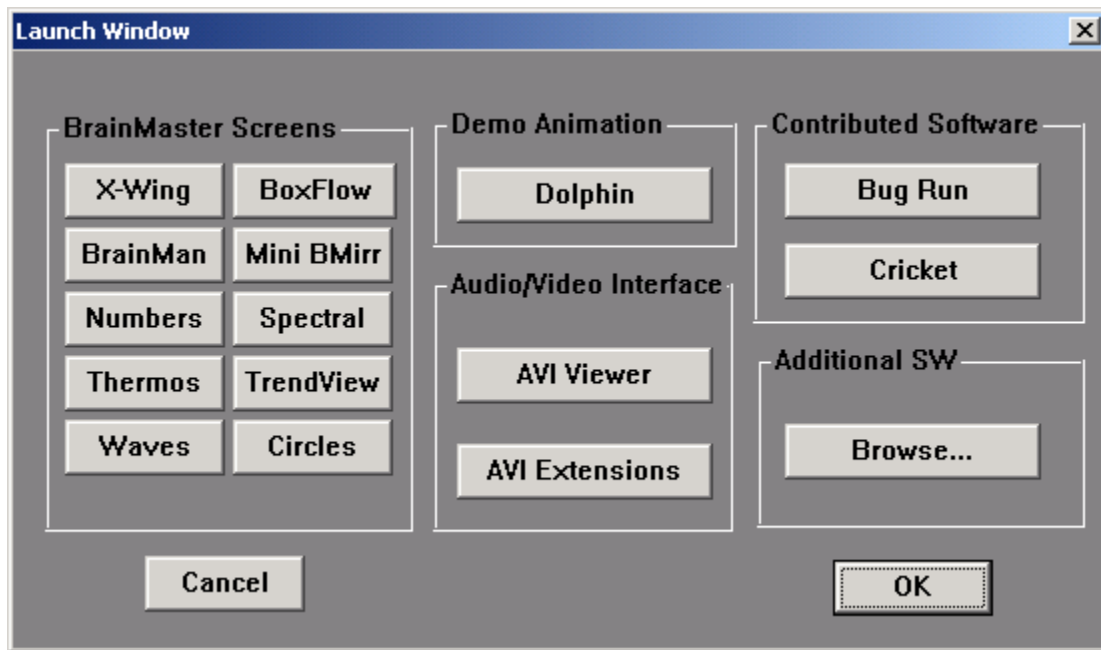 Launch Window
BrainMaster Screens
X-Wing
BoxFlow
BrainMan
Mini BMirr
Numbers
Spectral
Thermos
TrendView
Waves
Circles
Demo Animation
Dolphin
Audio/Video Interface
AVI Viewer
AVI Extensions
Contributed Software
Bug Run
Cricket
Additional SW
Browse...
Cancel
OK